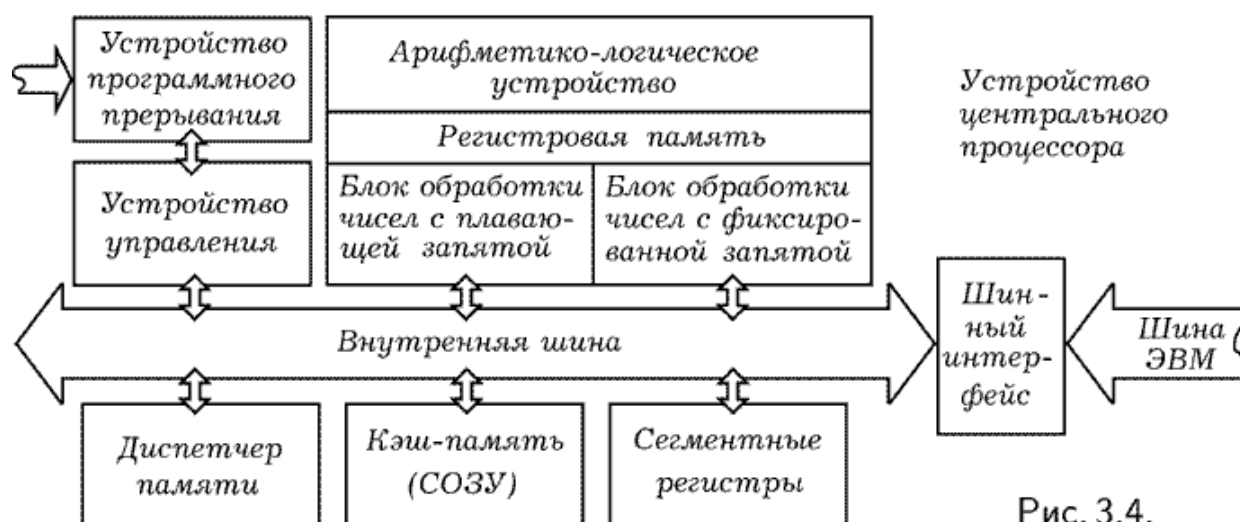 Устройство
программного
прерывания
Арифметико-логическое
устройство
Устройство
центрального
процессора
Регистровая память
Устройство
управления
Блок обработки
чисел с плаваю-
щей запятой
Блок обработки
чисел с фиксиро-
ванной запятой
Внутренняя шина
Шин-
ный
интер-
фейс
Шина
ЭВМ
Диспетчер
памяти
Кэш-память
(СОЗУ)
Сегментные
регистры
Рис. 3.4.